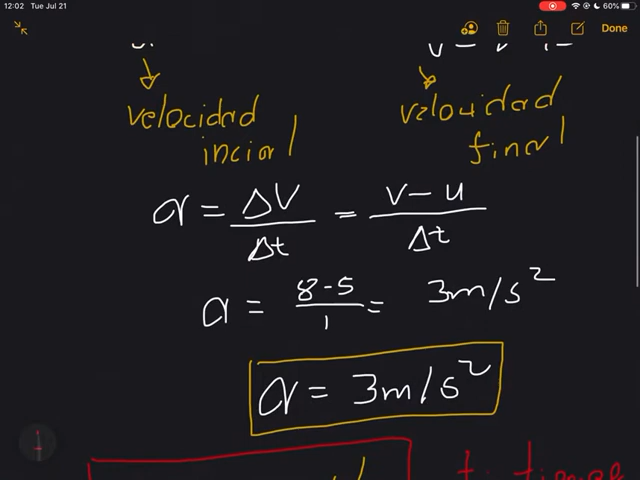 12:02 Tue Jul 21 60%
Done
velocidad velocidad
incial final
a = ΔV/Δt = v-u/Δt
a = 8-5/1 = 3m/s²
a = 3m/s²